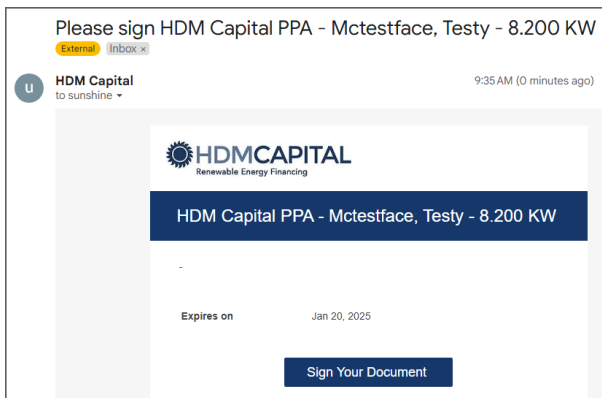 Please sign HDM Capital PPA - Mctestface, Testy - 8.200 KW
External Inbox ×
u
HDM Capital 9:35 AM (0 minutes ago)
to sunshine
HDMCAPITAL
Renewable Energy Financing
HDM Capital PPA - Mctestface, Testy - 8.200 KW
-
Expires on Jan 20, 2025
Sign Your Document